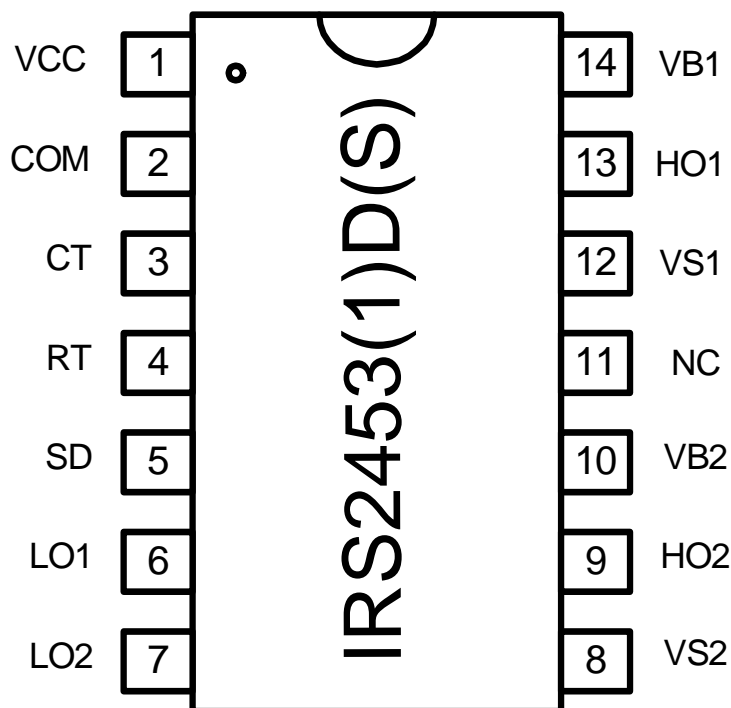 VCC 1 14 VB1
COM 2 13 HO1
CT 3 12 VS1
RT 4 11 NC
SD 5 10 VB2
LO1 6 9 HO2
LO2 7 8 VS2
IRS2453(1)D(S)